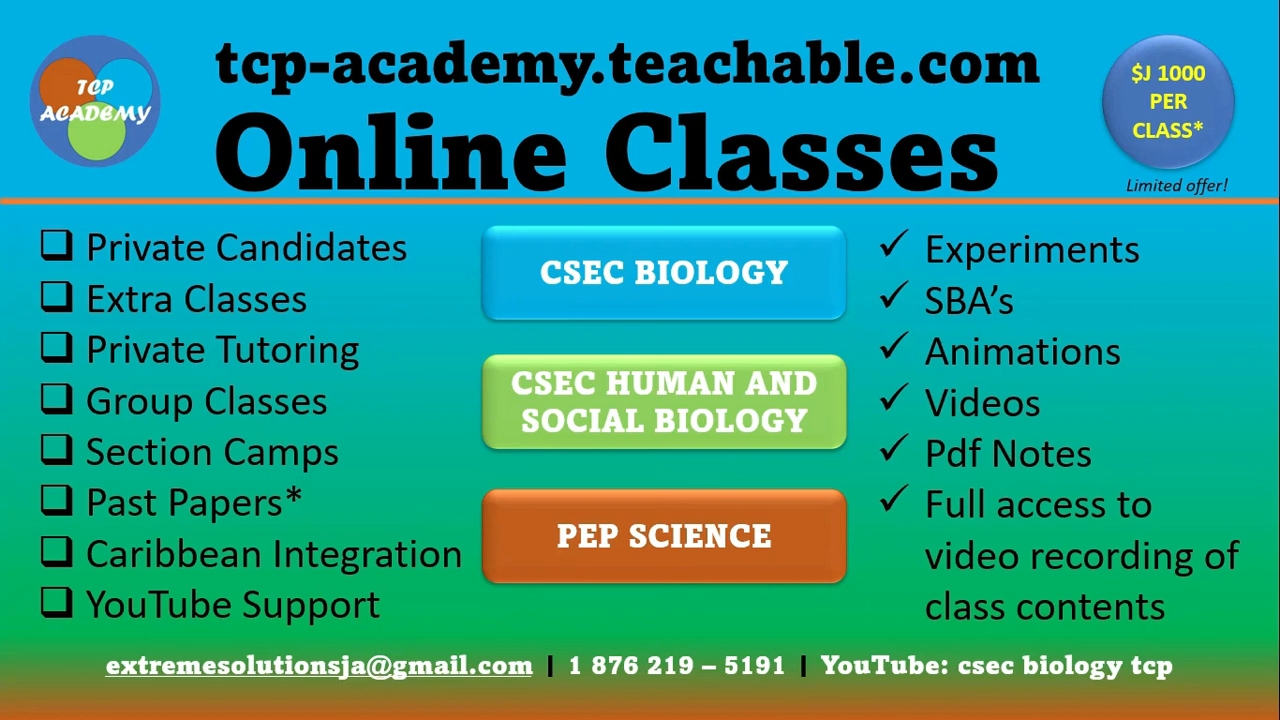 TCP
ACADEMY
tcp-academy.teachable.com
Online Classes
$J 1000
PER
CLASS*
Limited offer!
Private Candidates
Extra Classes
Private Tutoring
Group Classes
Section Camps
Past Papers*
Caribbean Integration
YouTube Support
CSEC BIOLOGY
CSEC HUMAN AND
SOCIAL BIOLOGY
PEP SCIENCE
Experiments
SBA’s
Animations
Videos
Pdf Notes
Full access to
video recording of
class contents
extremesolutionsja@gmail.com | 1 876 219 – 5191 | YouTube: csec biology tcp